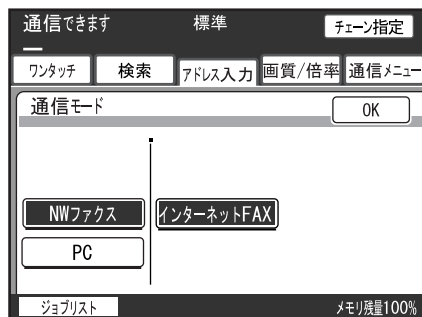 通信できます 標準 チェーン指定
ワンタッチ 検索 アドレス入力 画質/倍率 通信メニュー
通信モード OK
NWファクス インターネットFAX
PC
ジョブリスト メモリ残量100%